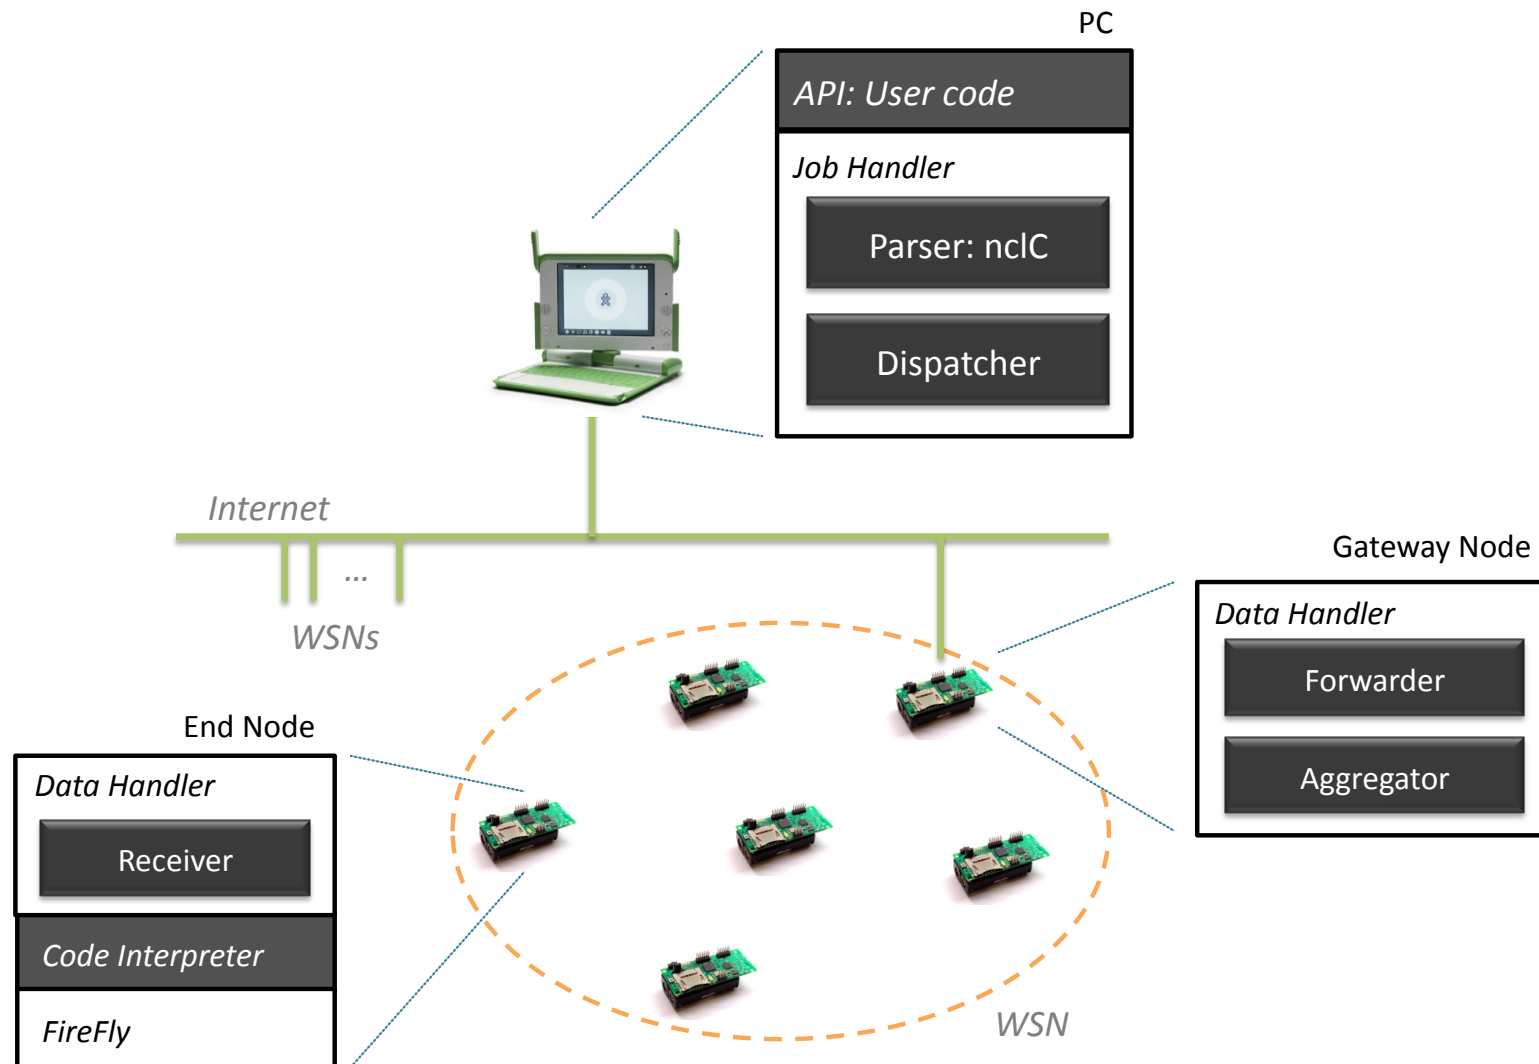 PC
API: User code
Job Handler
Parser: nclC
Dispatcher
Internet
...
WSNs
Gateway Node
Data Handler
Forwarder
Aggregator
End Node
Data Handler
Receiver
Code Interpreter
FireFly
WSN